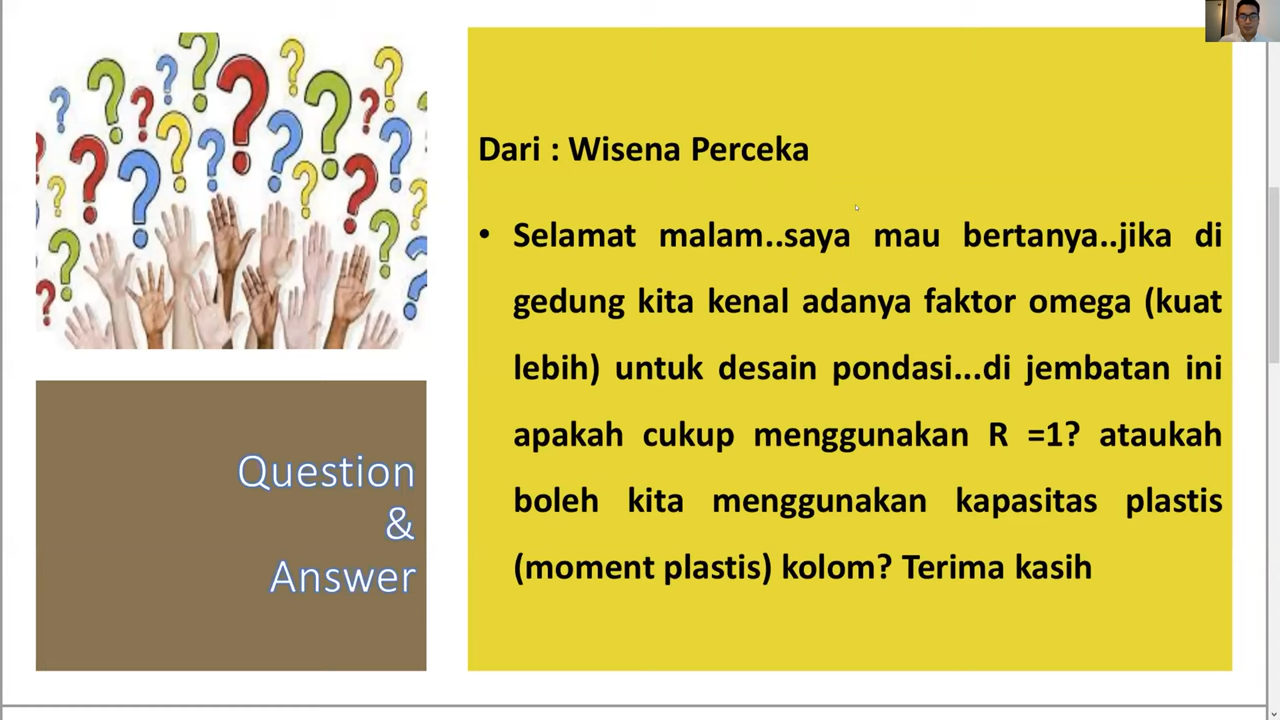 Dari : Wisena Perceka
• Selamat malam..saya mau bertanya..jika di
gedung kita kenal adanya faktor omega (kuat
lebih) untuk desain pondasi...di jembatan ini
apakah cukup menggunakan R =1? ataukah
boleh kita menggunakan kapasitas plastis
(moment plastis) kolom? Terima kasih
Question
&
Answer